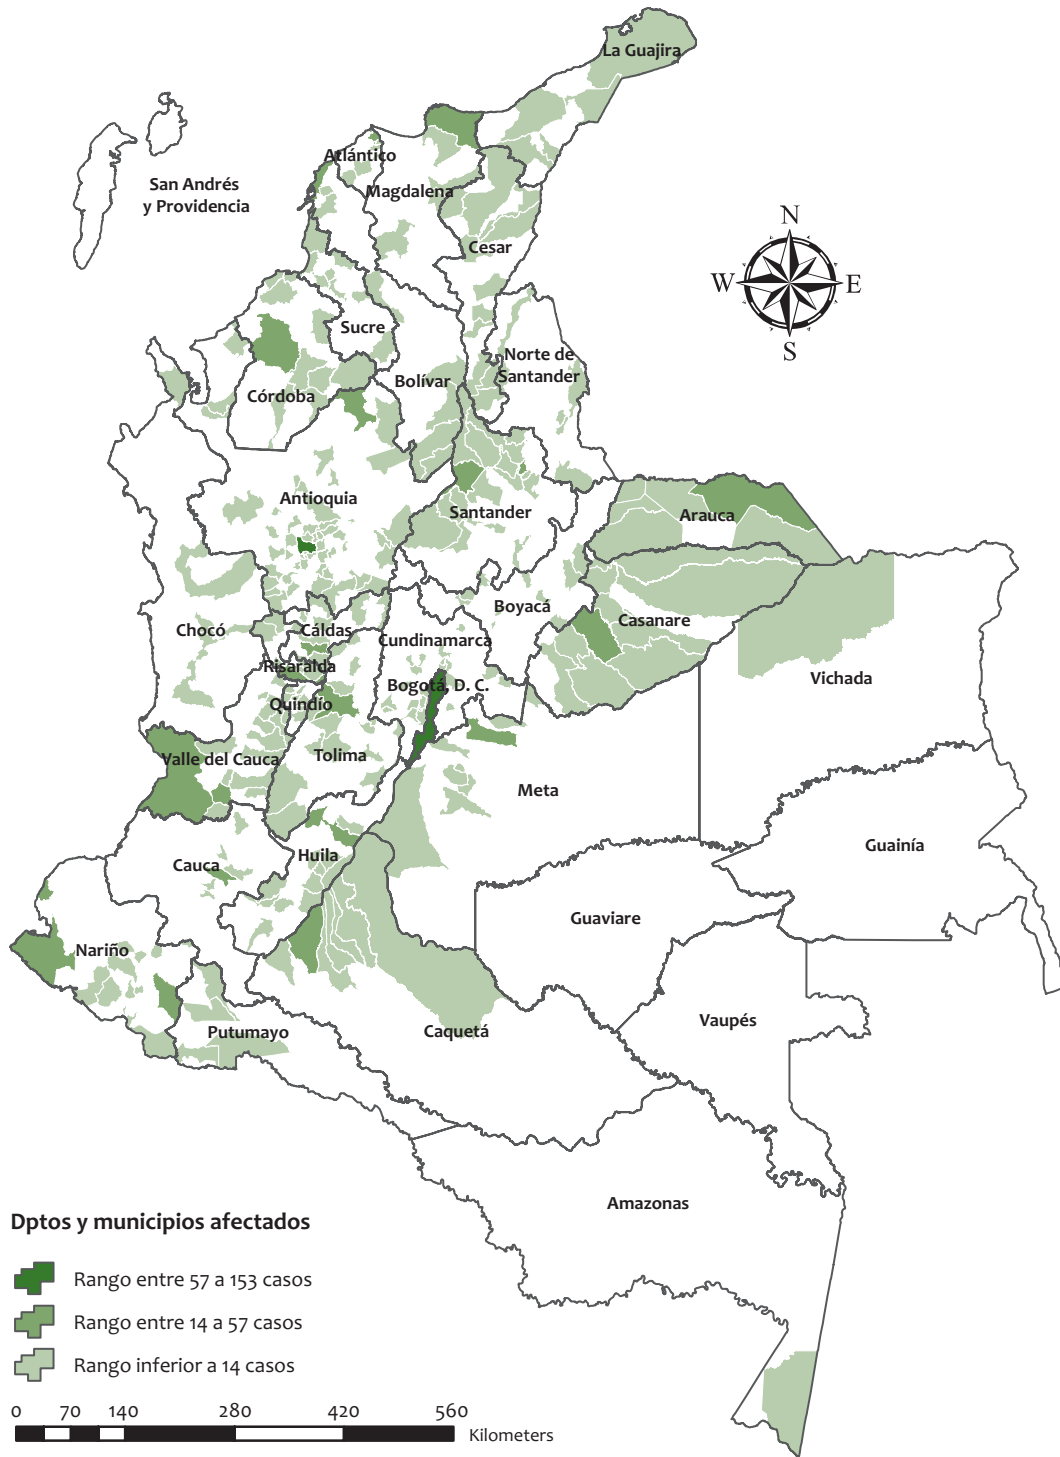 La Guajira
Atlántico
San Andrés
y Providencia
Magdalena
Cesar
N
W
E
S
Sucre
Norte de
Santander
Bolívar
Córdoba
Antioquia
Santander
Arauca
Boyacá
Chocó
Cáldas
Cundinamarca
Casanare
Risaralda
Bogotá, D. C.
Vichada
Quindío
Valle del Cauca
Tolima
Meta
Guainía
Huila
Cauca
Guaviare
Nariño
Vaupés
Putumayo
Caquetá
Amazonas
Dptos y municipios afectados
Rango entre 57 a 153 casos
Rango entre 14 a 57 casos
Rango inferior a 14 casos
0 70 140 280 420 560
Kilometers